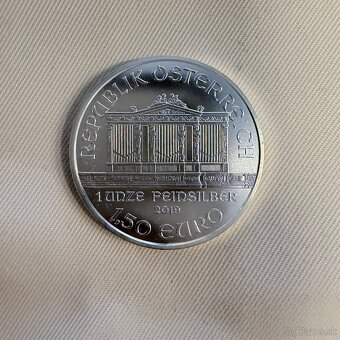 REPUBLIK ÖSTERREICH
1 UNZE FEINSILBER
2019
1,50 EURO